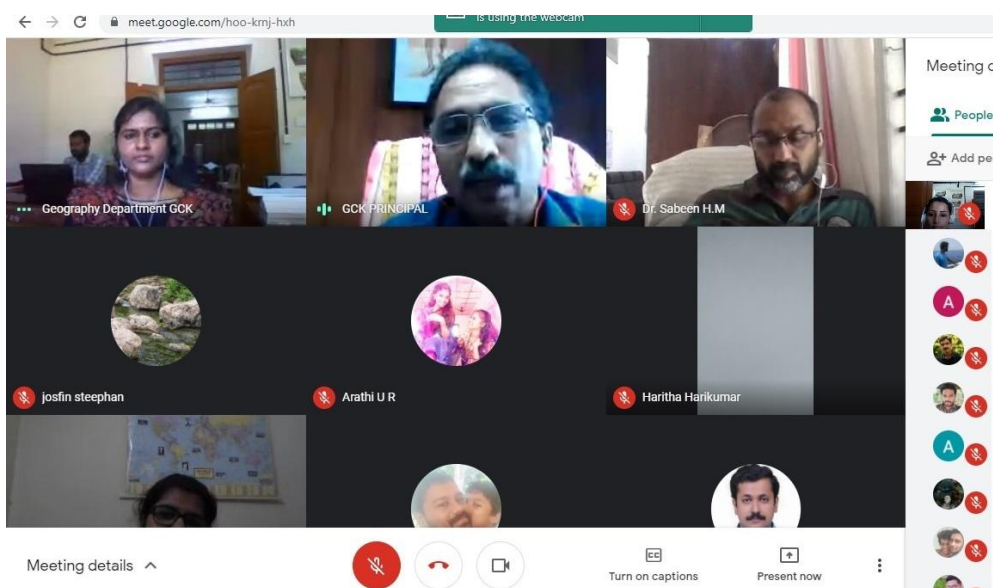 meet.google.com/hoo-krnj-hxh
is using the webcam
Meeting
People
Add pe
Geography Department GCK
GCK PRINCIPAL
Dr. Sabeen H.M
josfin steephan
Arathi U R
Haritha Harikumar
A
A
Meeting details
CC
Turn on captions
Present now